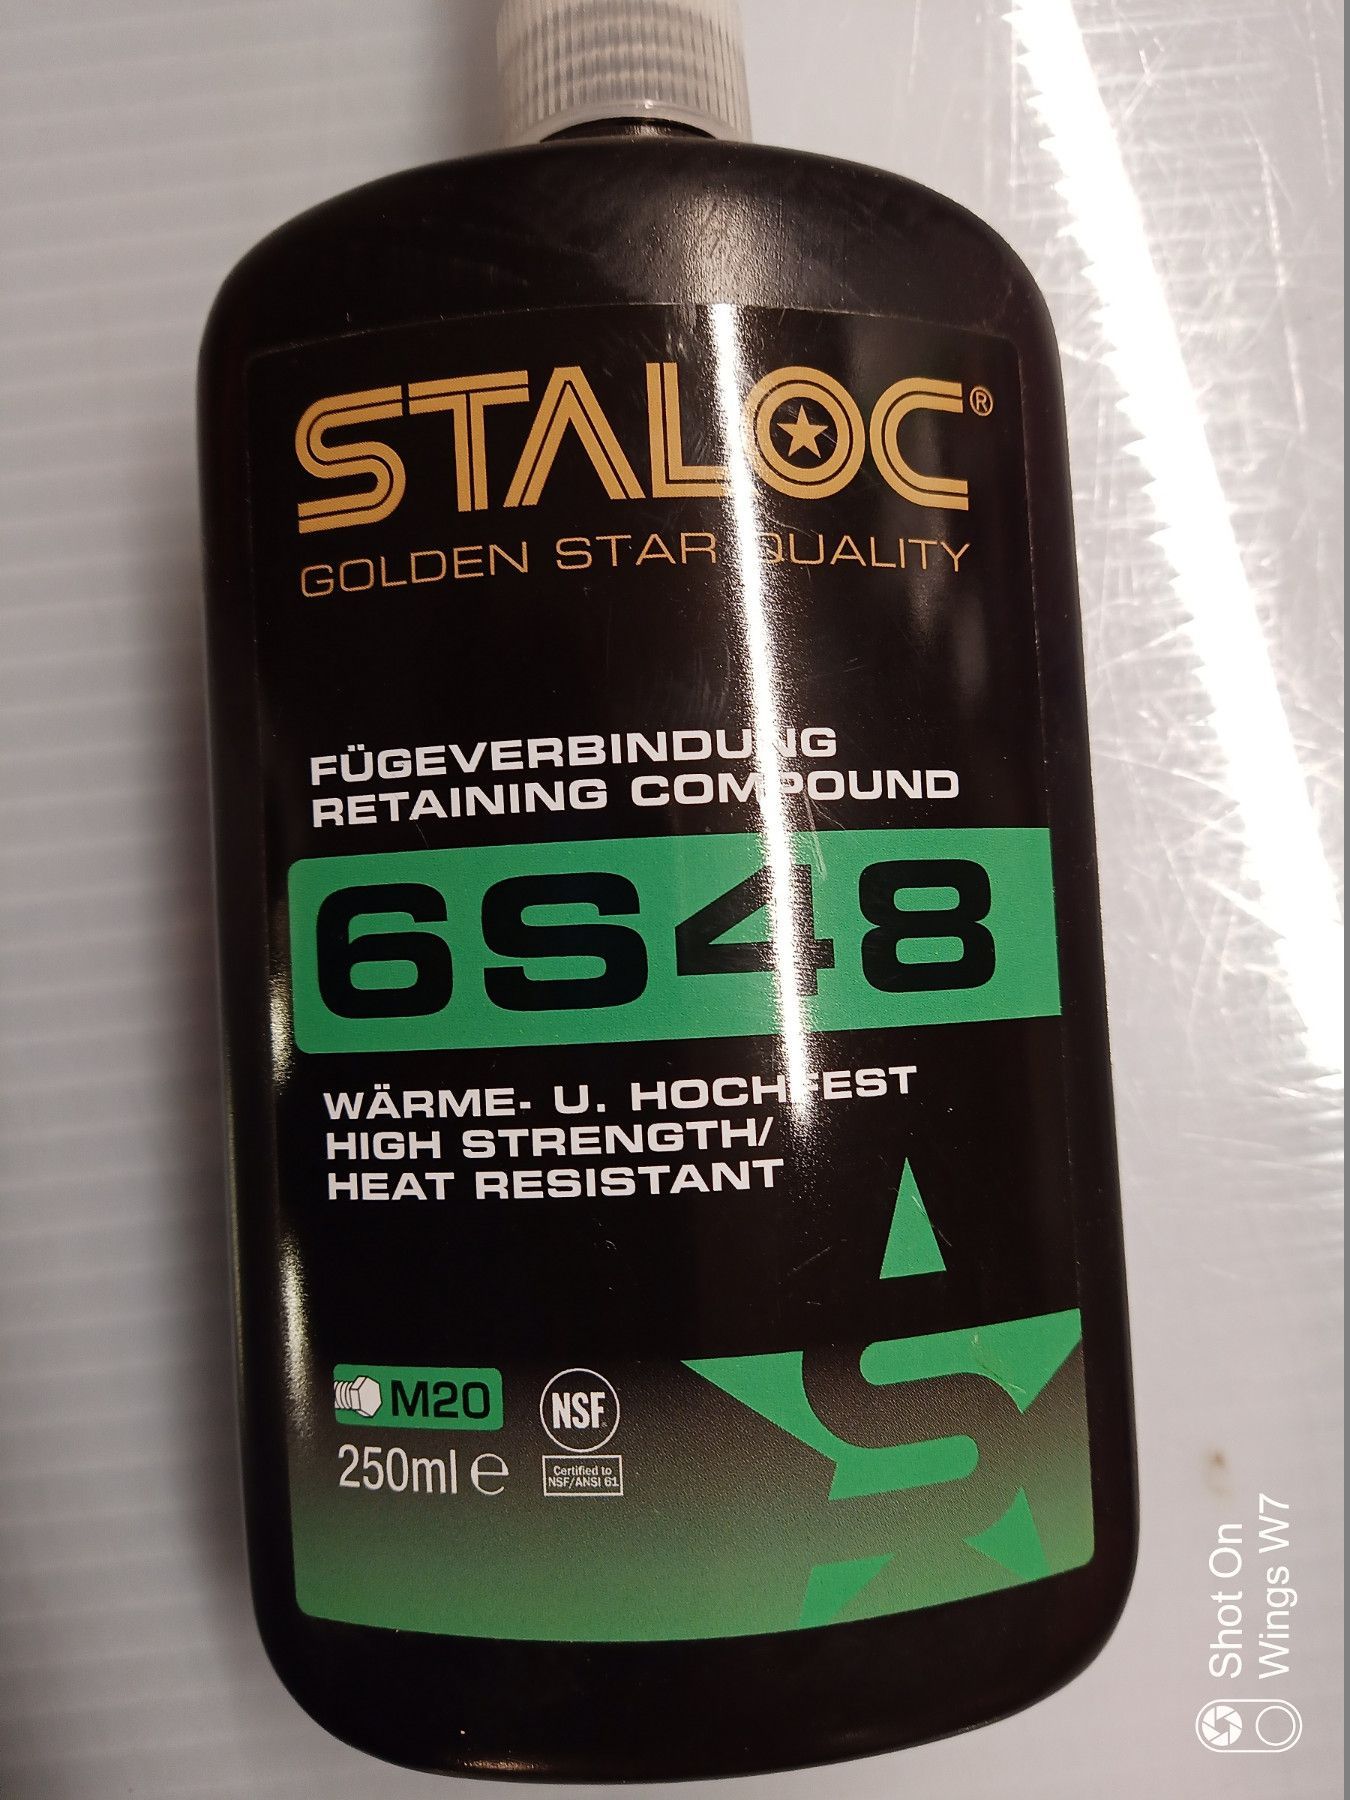 STALOC®
GOLDEN STAR QUALITY
FÜGEVERBINDUNG
RETAINING COMPOUND
6S48
WÄRME- U. HOCHFEST
HIGH STRENGTH/
HEAT RESISTANT
M20
250ml ℮
NSF®
Certified to
NSF/ANSI 61
Shot On
Wings W7